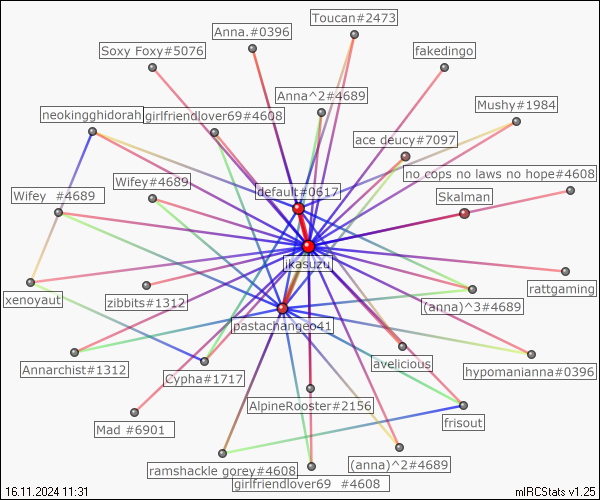 Toucan#2473
Anna.#0396
Soxy Foxy#5076
fakedingo
Anna^2#4689
Mushy#1984
neokingghidorah
girlfriendlover69#4608
ace deucy#7097
no cops no laws no hope#4608
Wifey#4689
default#0617
Wifey  #4689
Skalman
ikasuzu
rattgaming
xenoyaut
zibbits#1312
(anna)^3#4689
pastachangeo41
Annarchist#1312
Cypha#1717
avelicious
hypomanianna#0396
AlpineRooster#2156
Mad #6901
frisout
ramshackle gorey#4608
(anna)^2#4689
girlfriendlover69  #4608
16.11.2024 11:31
mIRCStats v1.25